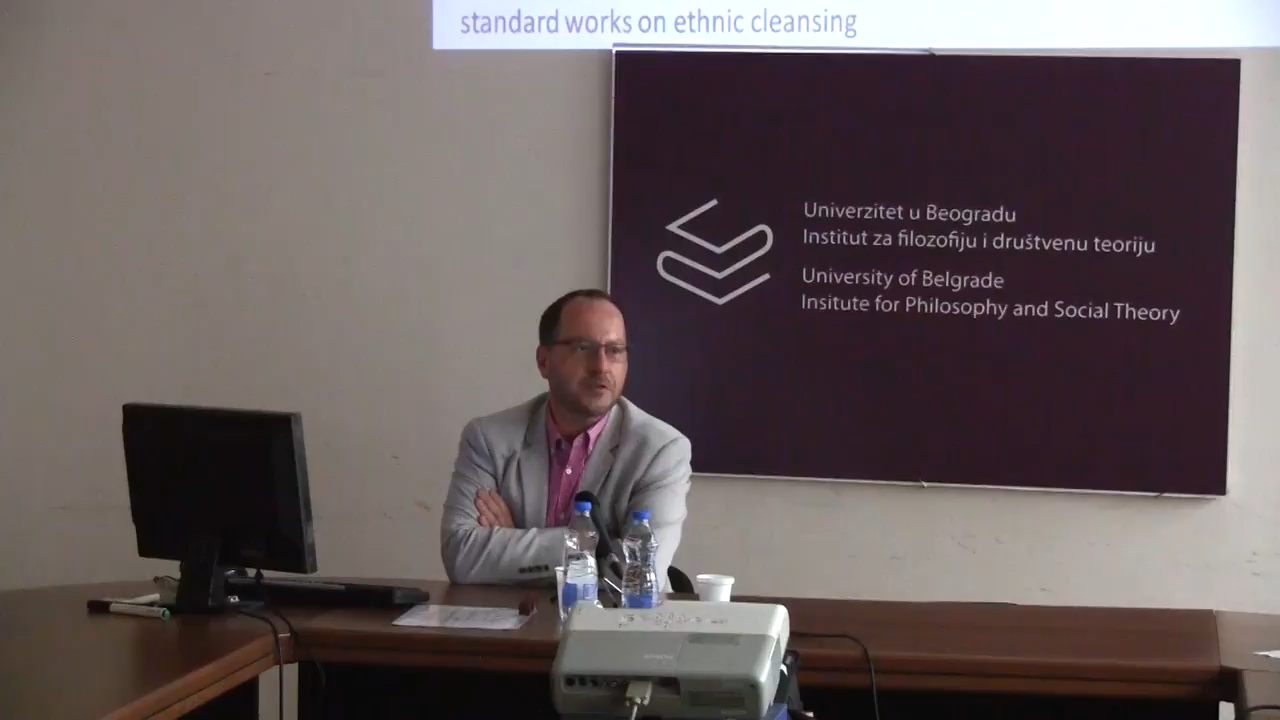 standard works on ethnic cleansing
Univerzitet u Beogradu
Institut za filozofiju i društvenu teoriju
University of Belgrade
Insitute for Philosophy and Social Theory